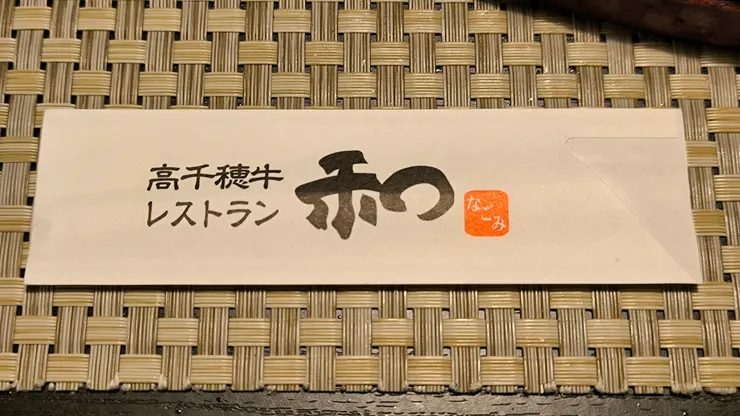 高千穂牛
レストラン
和
なごみ